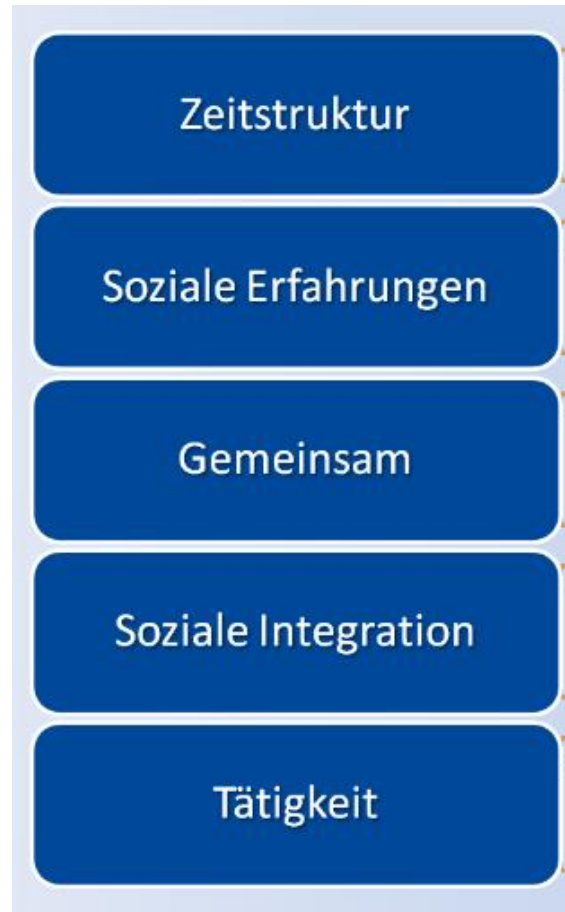 Zeitstruktur
Soziale Erfahrungen
Gemeinsam
Soziale Integration
Tätigkeit